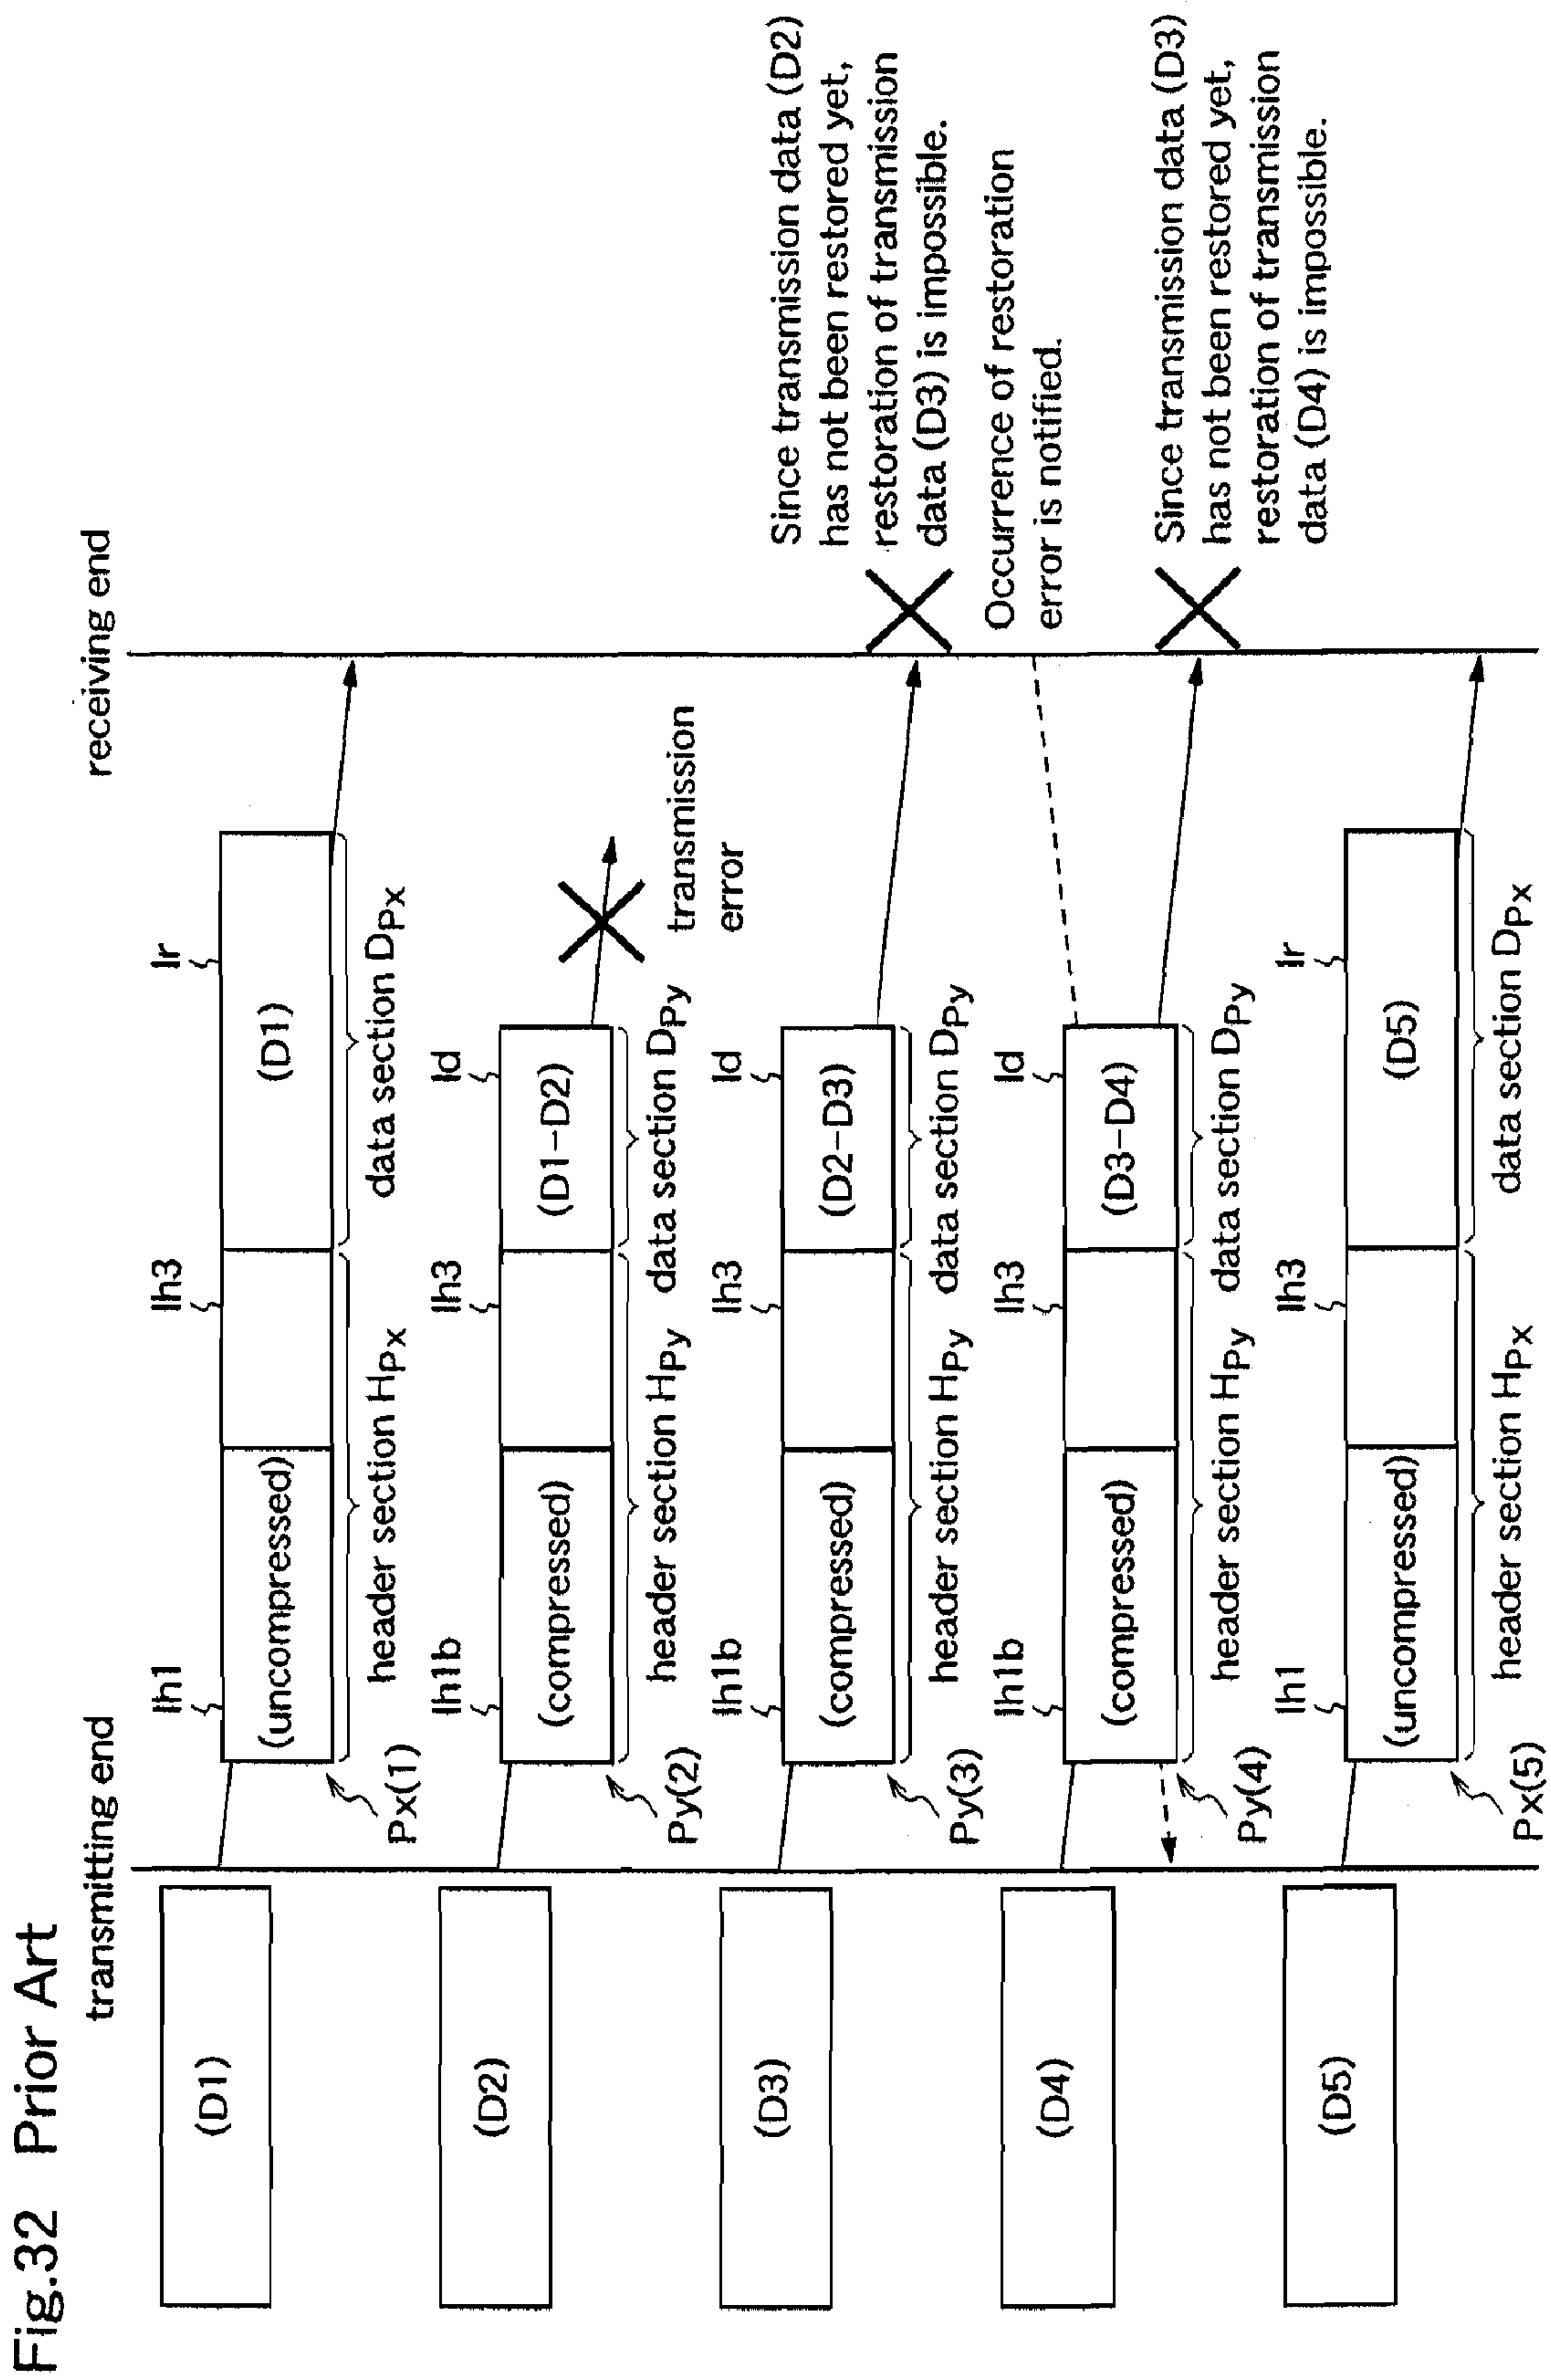 Fig.32 Prior Art
transmitting end
receiving end
(D1)
Ih1
Ih3
Ir
(uncompressed)
(D1)
Px(1)
header section HPx
data section DPx
(D2)
Ih1b
Ih3
Id
(compressed)
(D1-D2)
Py(2)
header section HPy
data section DPy
transmission
error
(D3)
Ih1b
Ih3
Id
(compressed)
(D2-D3)
Py(3)
header section HPy
data section DPy
Since transmission data (D2)
has not been restored yet,
restoration of transmission
data (D3) is impossible.
Occurrence of restoration
error is notified.
(D4)
Ih1b
Ih3
Id
(compressed)
(D3-D4)
Py(4)
header section HPy
data section DPy
Since transmission data (D3)
has not been restored yet,
restoration of transmission
data (D4) is impossible.
(D5)
Ih1
Ih3
Ir
(uncompressed)
(D5)
Px(5)
header section HPx
data section DPx